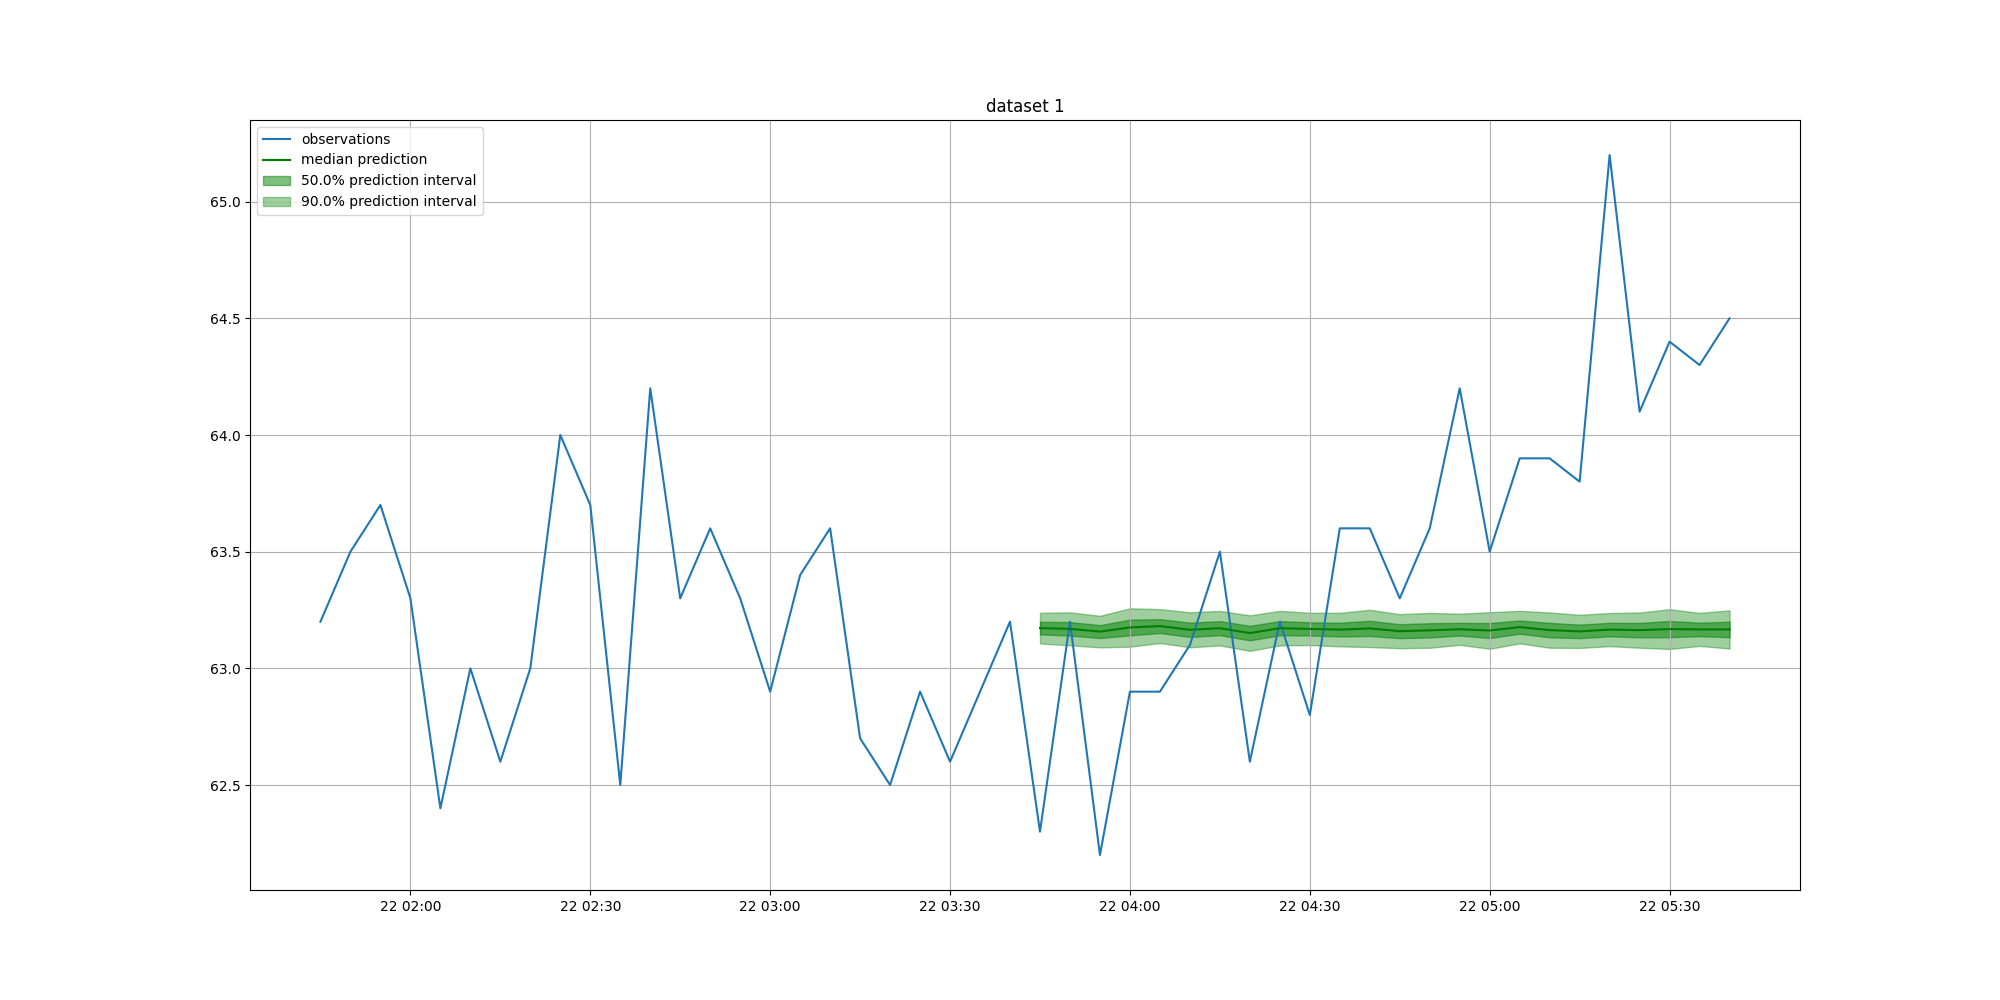 dataset 1
observations
median prediction
50.0% prediction interval
90.0% prediction interval
65.0
64.5
64.0
63.5
63.0
62.5
22 02:00
22 02:30
22 03:00
22 03:30
22 04:00
22 04:30
22 05:00
22 05:30